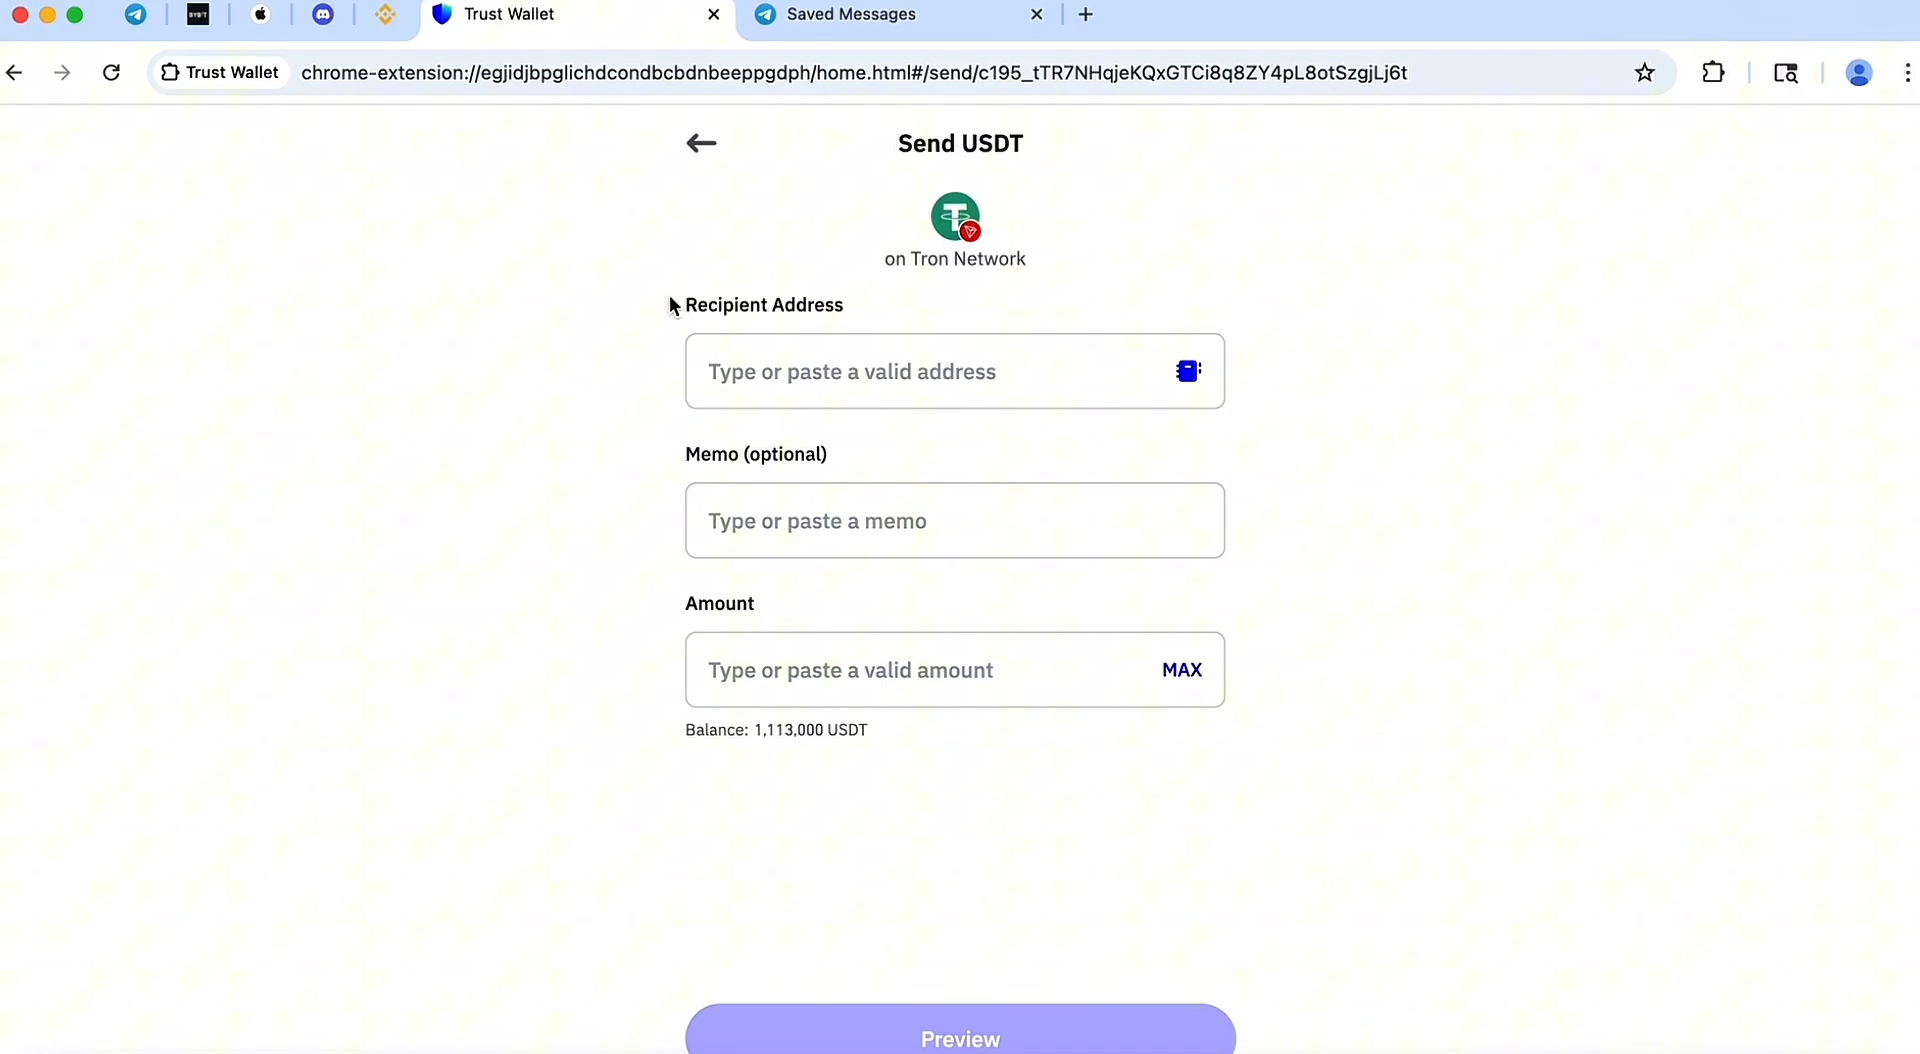 BYBIT
Trust Wallet
Saved Messages
Trust Wallet
chrome-extension://egjidjbpglichdcondbcbdnbeeppgdph/home.html#/send/c195_tTR7NHqjeKQxGTCi8q8ZY4pL8otSzgjLj6t
Send USDT
on Tron Network
Recipient Address
Type or paste a valid address
Memo (optional)
Type or paste a memo
Amount
Type or paste a valid amount
MAX
Balance: 1,113,000 USDT
Preview